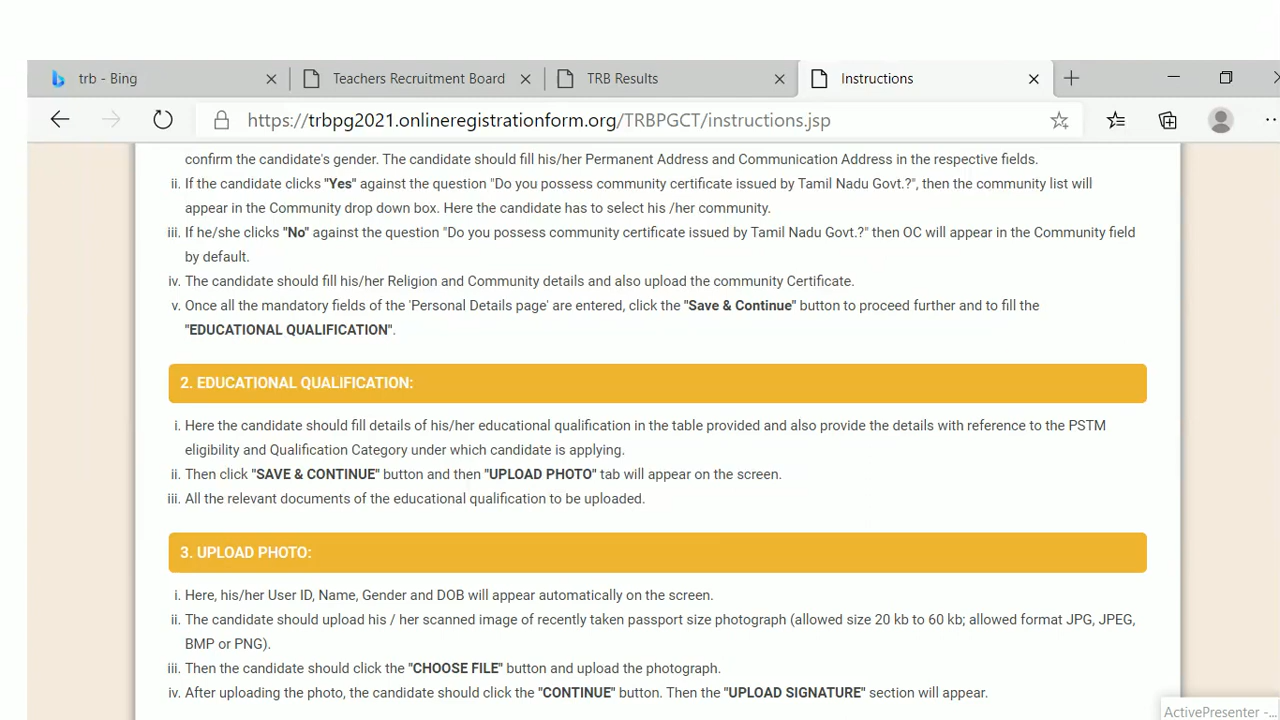 trb - Bing
Teachers Recruitment Board
TRB Results
Instructions
https://trbpg2021.onlineregistrationform.org/TRBPGCT/instructions.jsp
confirm the candidate's gender. The candidate should fill his/her Permanent Address and Communication Address in the respective fields.
ii. If the candidate clicks "Yes" against the question "Do you possess community certificate issued by Tamil Nadu Govt.?", then the community list will
appear in the Community drop down box. Here the candidate has to select his /her community.
iii. If he/she clicks "No" against the question "Do you possess community certificate issued by Tamil Nadu Govt.?" then OC will appear in the Community field
by default.
iv. The candidate should fill his/her Religion and Community details and also upload the community Certificate.
v. Once all the mandatory fields of the 'Personal Details page' are entered, click the "Save & Continue" button to proceed further and to fill the
"EDUCATIONAL QUALIFICATION".
2. EDUCATIONAL QUALIFICATION:
i. Here the candidate should fill details of his/her educational qualification in the table provided and also provide the details with reference to the PSTM
eligibility and Qualification Category under which candidate is applying.
ii. Then click "SAVE & CONTINUE" button and then "UPLOAD PHOTO" tab will appear on the screen.
iii. All the relevant documents of the educational qualification to be uploaded.
3. UPLOAD PHOTO:
i. Here, his/her User ID, Name, Gender and DOB will appear automatically on the screen.
ii. The candidate should upload his / her scanned image of recently taken passport size photograph (allowed size 20 kb to 60 kb; allowed format JPG, JPEG,
BMP or PNG).
iii. Then the candidate should click the "CHOOSE FILE" button and upload the photograph.
iv. After uploading the photo, the candidate should click the "CONTINUE" button. Then the "UPLOAD SIGNATURE" section will appear.
ActivePresenter -...